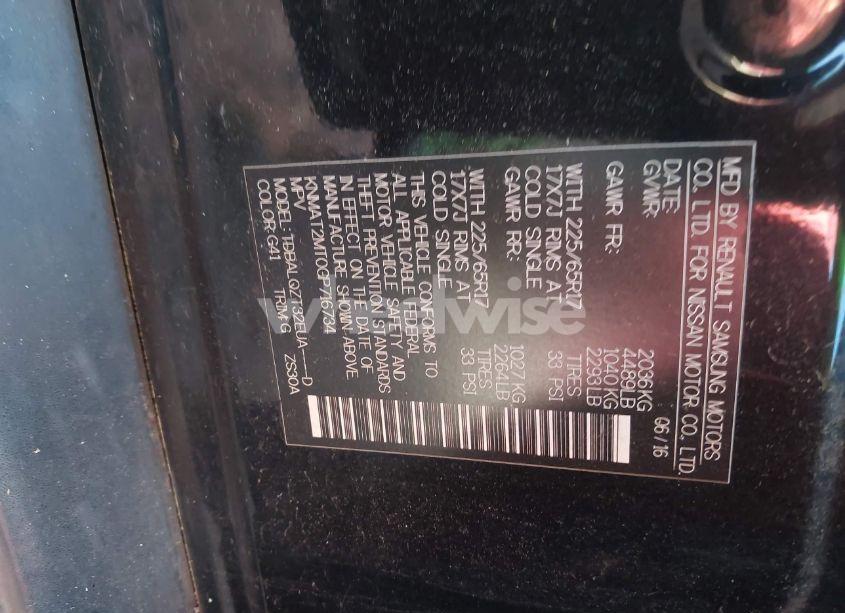 MFD BY RENAULT SAMSUNG MOTORS
CO., LTD. FOR NISSAN MOTOR CO., LTD.
DATE: 06/16
GVWR: 2036KG
4489LB
GAWR FR: 1040KG
2293LB
WITH 225/65R17 TIRES
17X7J RIMS AT 33 PSI
COLD SINGLE
GAWR RR: 1027KG
2264LB
WITH 225/65R17 TIRES
17X7J RIMS AT 33 PSI
COLD SINGLE
THIS VEHICLE CONFORMS TO
ALL APPLICABLE FEDERAL
MOTOR VEHICLE SAFETY AND
THEFT PREVENTION STANDARDS
IN EFFECT ON THE DATE OF
MANUFACTURE SHOWN ABOVE
KNMAT2MT0GP716734
MPV
MODEL: D
COLOR: GA1 TRIM: G ZS30A